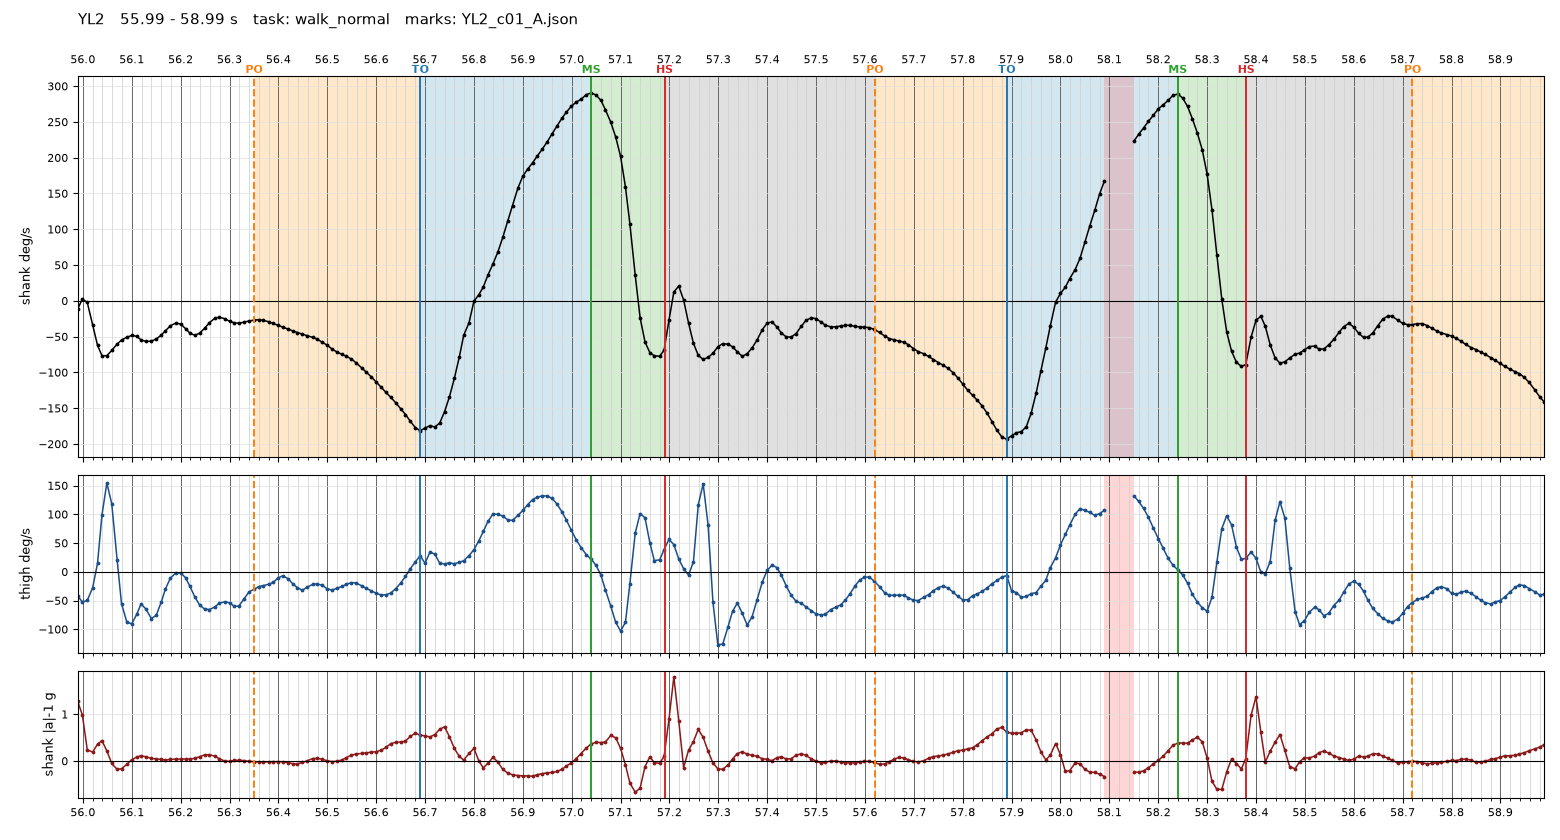 YL2   55.99 - 58.99 s   task: walk_normal   marks: YL2_c01_A.json
56.0 56.1 56.2 56.3 56.4 56.5 56.6 56.7 56.8 56.9 57.0 57.1 57.2 57.3 57.4 57.5 57.6 57.7 57.8 57.9 58.0 58.1 58.2 58.3 58.4 58.5 58.6 58.7 58.8 58.9
PO TO MS HS PO TO MS HS PO
300
250
200
150
100
50
0
−50
−100
−150
−200
shank deg/s
150
100
50
0
−50
−100
thigh deg/s
1
0
shank |a|-1 g
56.0 56.1 56.2 56.3 56.4 56.5 56.6 56.7 56.8 56.9 57.0 57.1 57.2 57.3 57.4 57.5 57.6 57.7 57.8 57.9 58.0 58.1 58.2 58.3 58.4 58.5 58.6 58.7 58.8 58.9